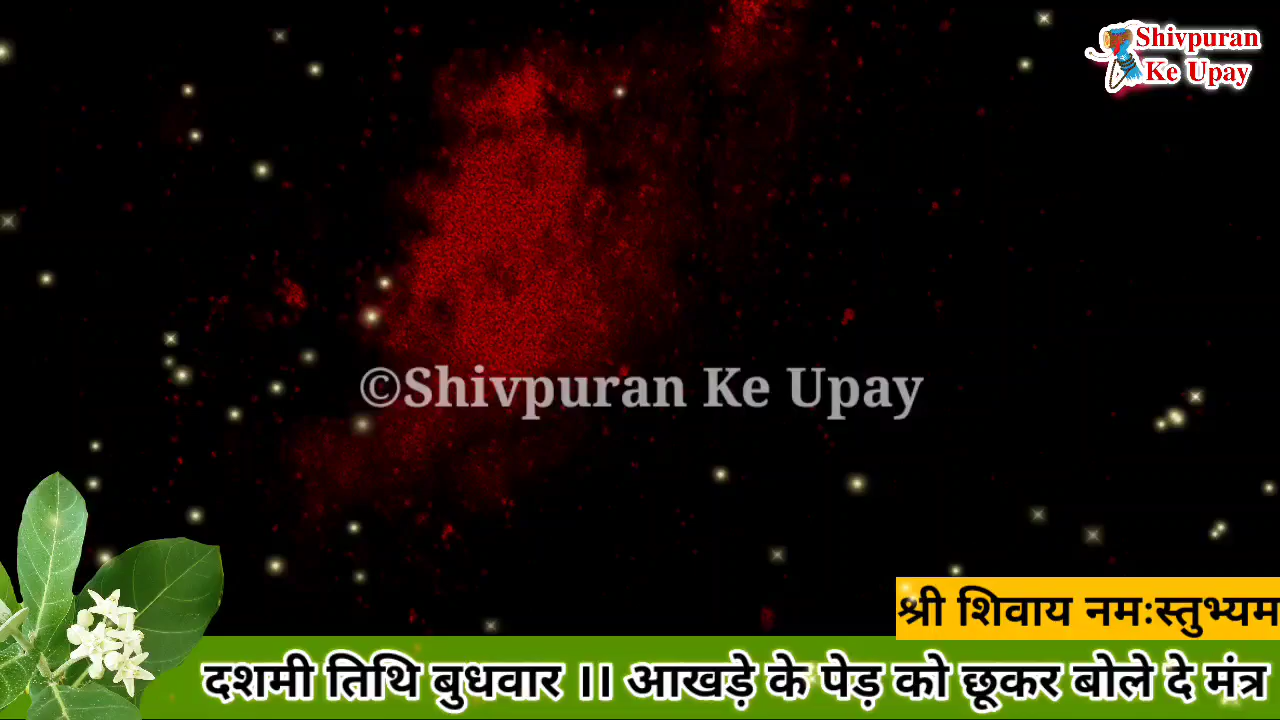 Shivpuran
Ke Upay
©Shivpuran Ke Upay
श्री शिवाय नमःस्तुभ्यम
दशमी तिथि बुधवार ।। आखड़े के पेड़ को छूकर बोले दे मंत्र